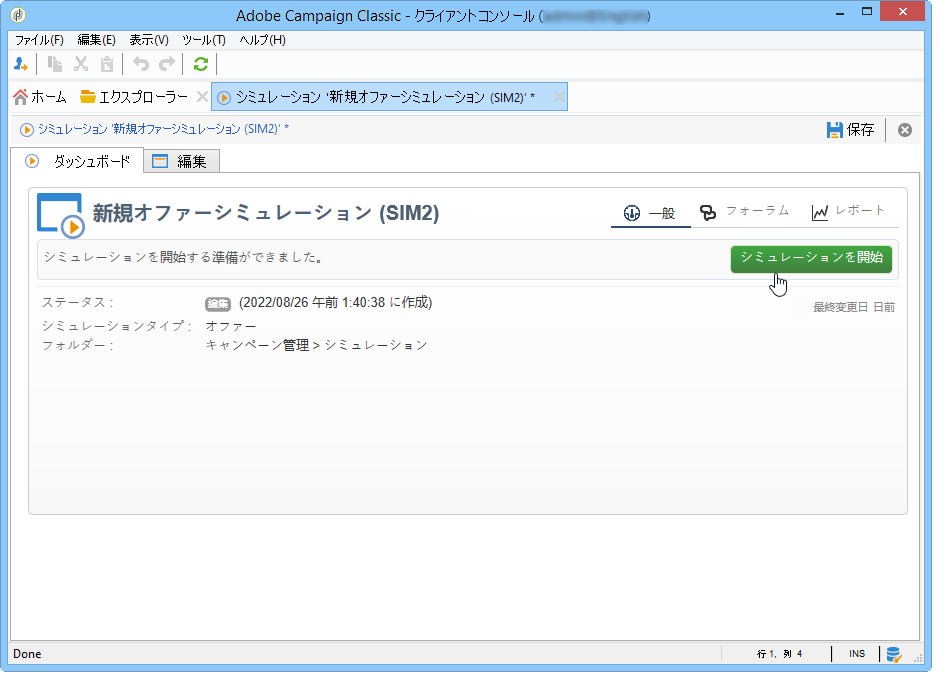 Adobe Campaign Classic - クライアントコンソール (
ファイル(F) 編集(E) 表示(V) ツール(T) ヘルプ(H)
ホーム エクスプローラー シミュレーション '新規オファーシミュレーション (SIM2)' *
シミュレーション '新規オファーシミュレーション (SIM2)' * 保存
ダッシュボード 編集
新規オファーシミュレーション (SIM2) 一般 フォーラム レポート
シミュレーションを開始する準備ができました。 シミュレーションを開始
ステータス : 編集 (2022/08/26 午前 1:40:38 に作成) 最終変更日 日前
シミュレーションタイプ : オファー
フォルダー : キャンペーン管理 > シミュレーション
Done 行 1, 列 4 INS